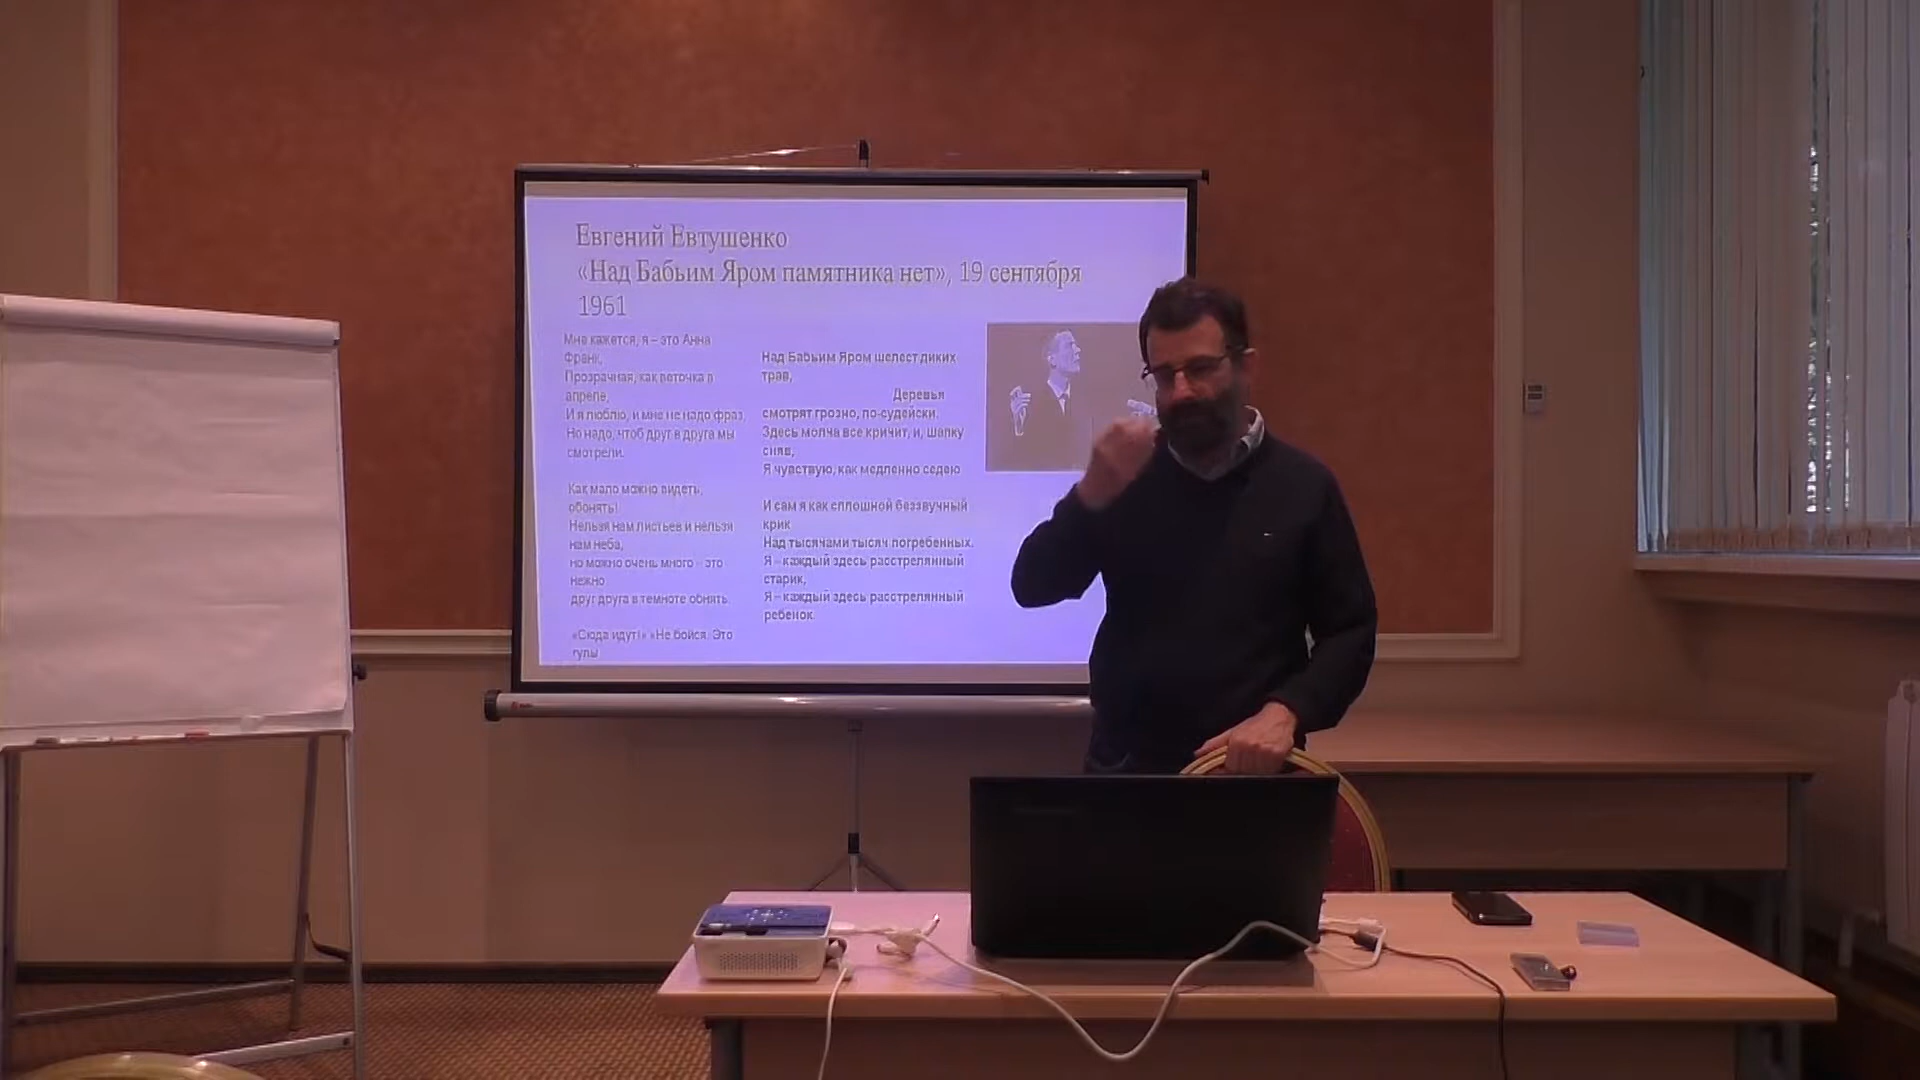 Евгений Евтушенко
«Над Бабьим Яром памятника нет», 19 сентября
1961
Мне кажется, я – это Анна
Франк,
Прозрачная, как веточка в
апреле,
И я люблю, и мне не надо фраз,
Но надо, чтоб друг в друга мы
смотрели.
Как мало можно видеть,
обонять!
Нельзя нам листьев и нельзя
нам неба,
но можно очень много – это
нежно
друг друга в темноте обнять.
«Сюда идут!» «Не бойся. Это
гулы
Над Бабьим Яром шелест диких
трав,
Деревья
смотрят грозно, по-судейски.
Здесь молча все кричит, и, шапку
сняв,
Я чувствую, как медленно седею
И сам я как сплошной беззвучный
крик
Над тысячами тысяч погребенных.
Я – каждый здесь расстрелянный
старик,
Я – каждый здесь расстрелянный
ребенок.